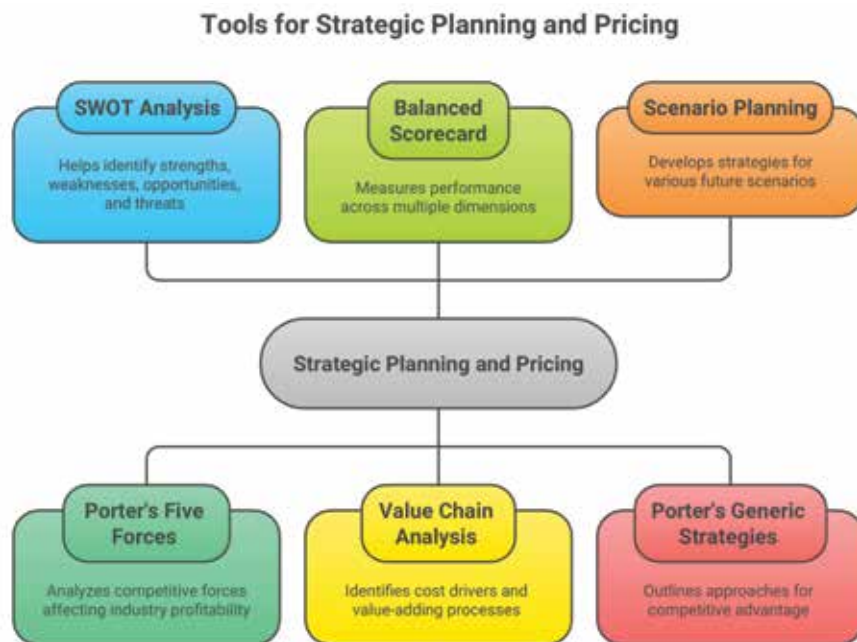 Tools for Strategic Planning and Pricing
SWOT Analysis
Helps identify strengths,
weaknesses, opportunities,
and threats
Balanced
Scorecard
Measures performance
across multiple dimensions
Scenario Planning
Develops strategies for
various future scenarios
Strategic Planning and Pricing
Porter's Five
Forces
Analyzes competitive forces
affecting industry profitability
Value Chain
Analysis
Identifies cost drivers and
value-adding processes
Porter's Generic
Strategies
Outlines approaches for
competitive advantage